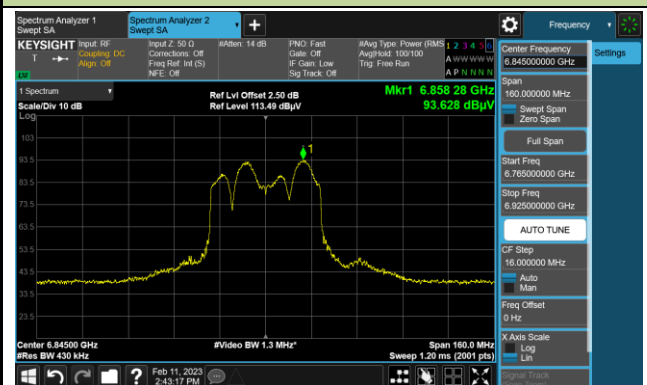 Spectrum Analyzer 1
Swept SA
Spectrum Analyzer 2
Swept SA
Frequency
KEYSIGHT
Input: RF
Coupling: DC
Align: Off
Input Z: 50 Ω
Corrections: Off
Freq Ref: Int (S)
NFE: Off
#Atten: 14 dB
PNO: Fast
Gate: Off
IF Gain: Low
Sig Track: Off
#Avg Type: Power (RMS
Avg|Hold: 100/100
Trig: Free Run
1 2 3 4 5 6
A W W W W W
A P N N N N
1 Spectrum
Scale/Div 10 dB
Log
Ref Lvl Offset 2.50 dB
Ref Level 113.49 dBµV
Mkr1 6.858 28 GHz
93.628 dBµV
103
93.5
83.5
73.5
63.5
53.5
43.5
33.5
23.5
1
Center 6.84500 GHz
#Res BW 430 kHz
#Video BW 1.3 MHz*
Span 160.0 MHz
Sweep 1.20 ms (2001 pts)
Feb 11, 2023
2:43:17 PM
Center Frequency
6.845000000 GHz
Settings
Span
160.000000 MHz
Swept Span
Zero Span
Full Span
Start Freq
6.765000000 GHz
Stop Freq
6.925000000 GHz
AUTO TUNE
CF Step
16.000000 MHz
Auto
Man
Freq Offset
0 Hz
X Axis Scale
Log
Lin
Signal Track